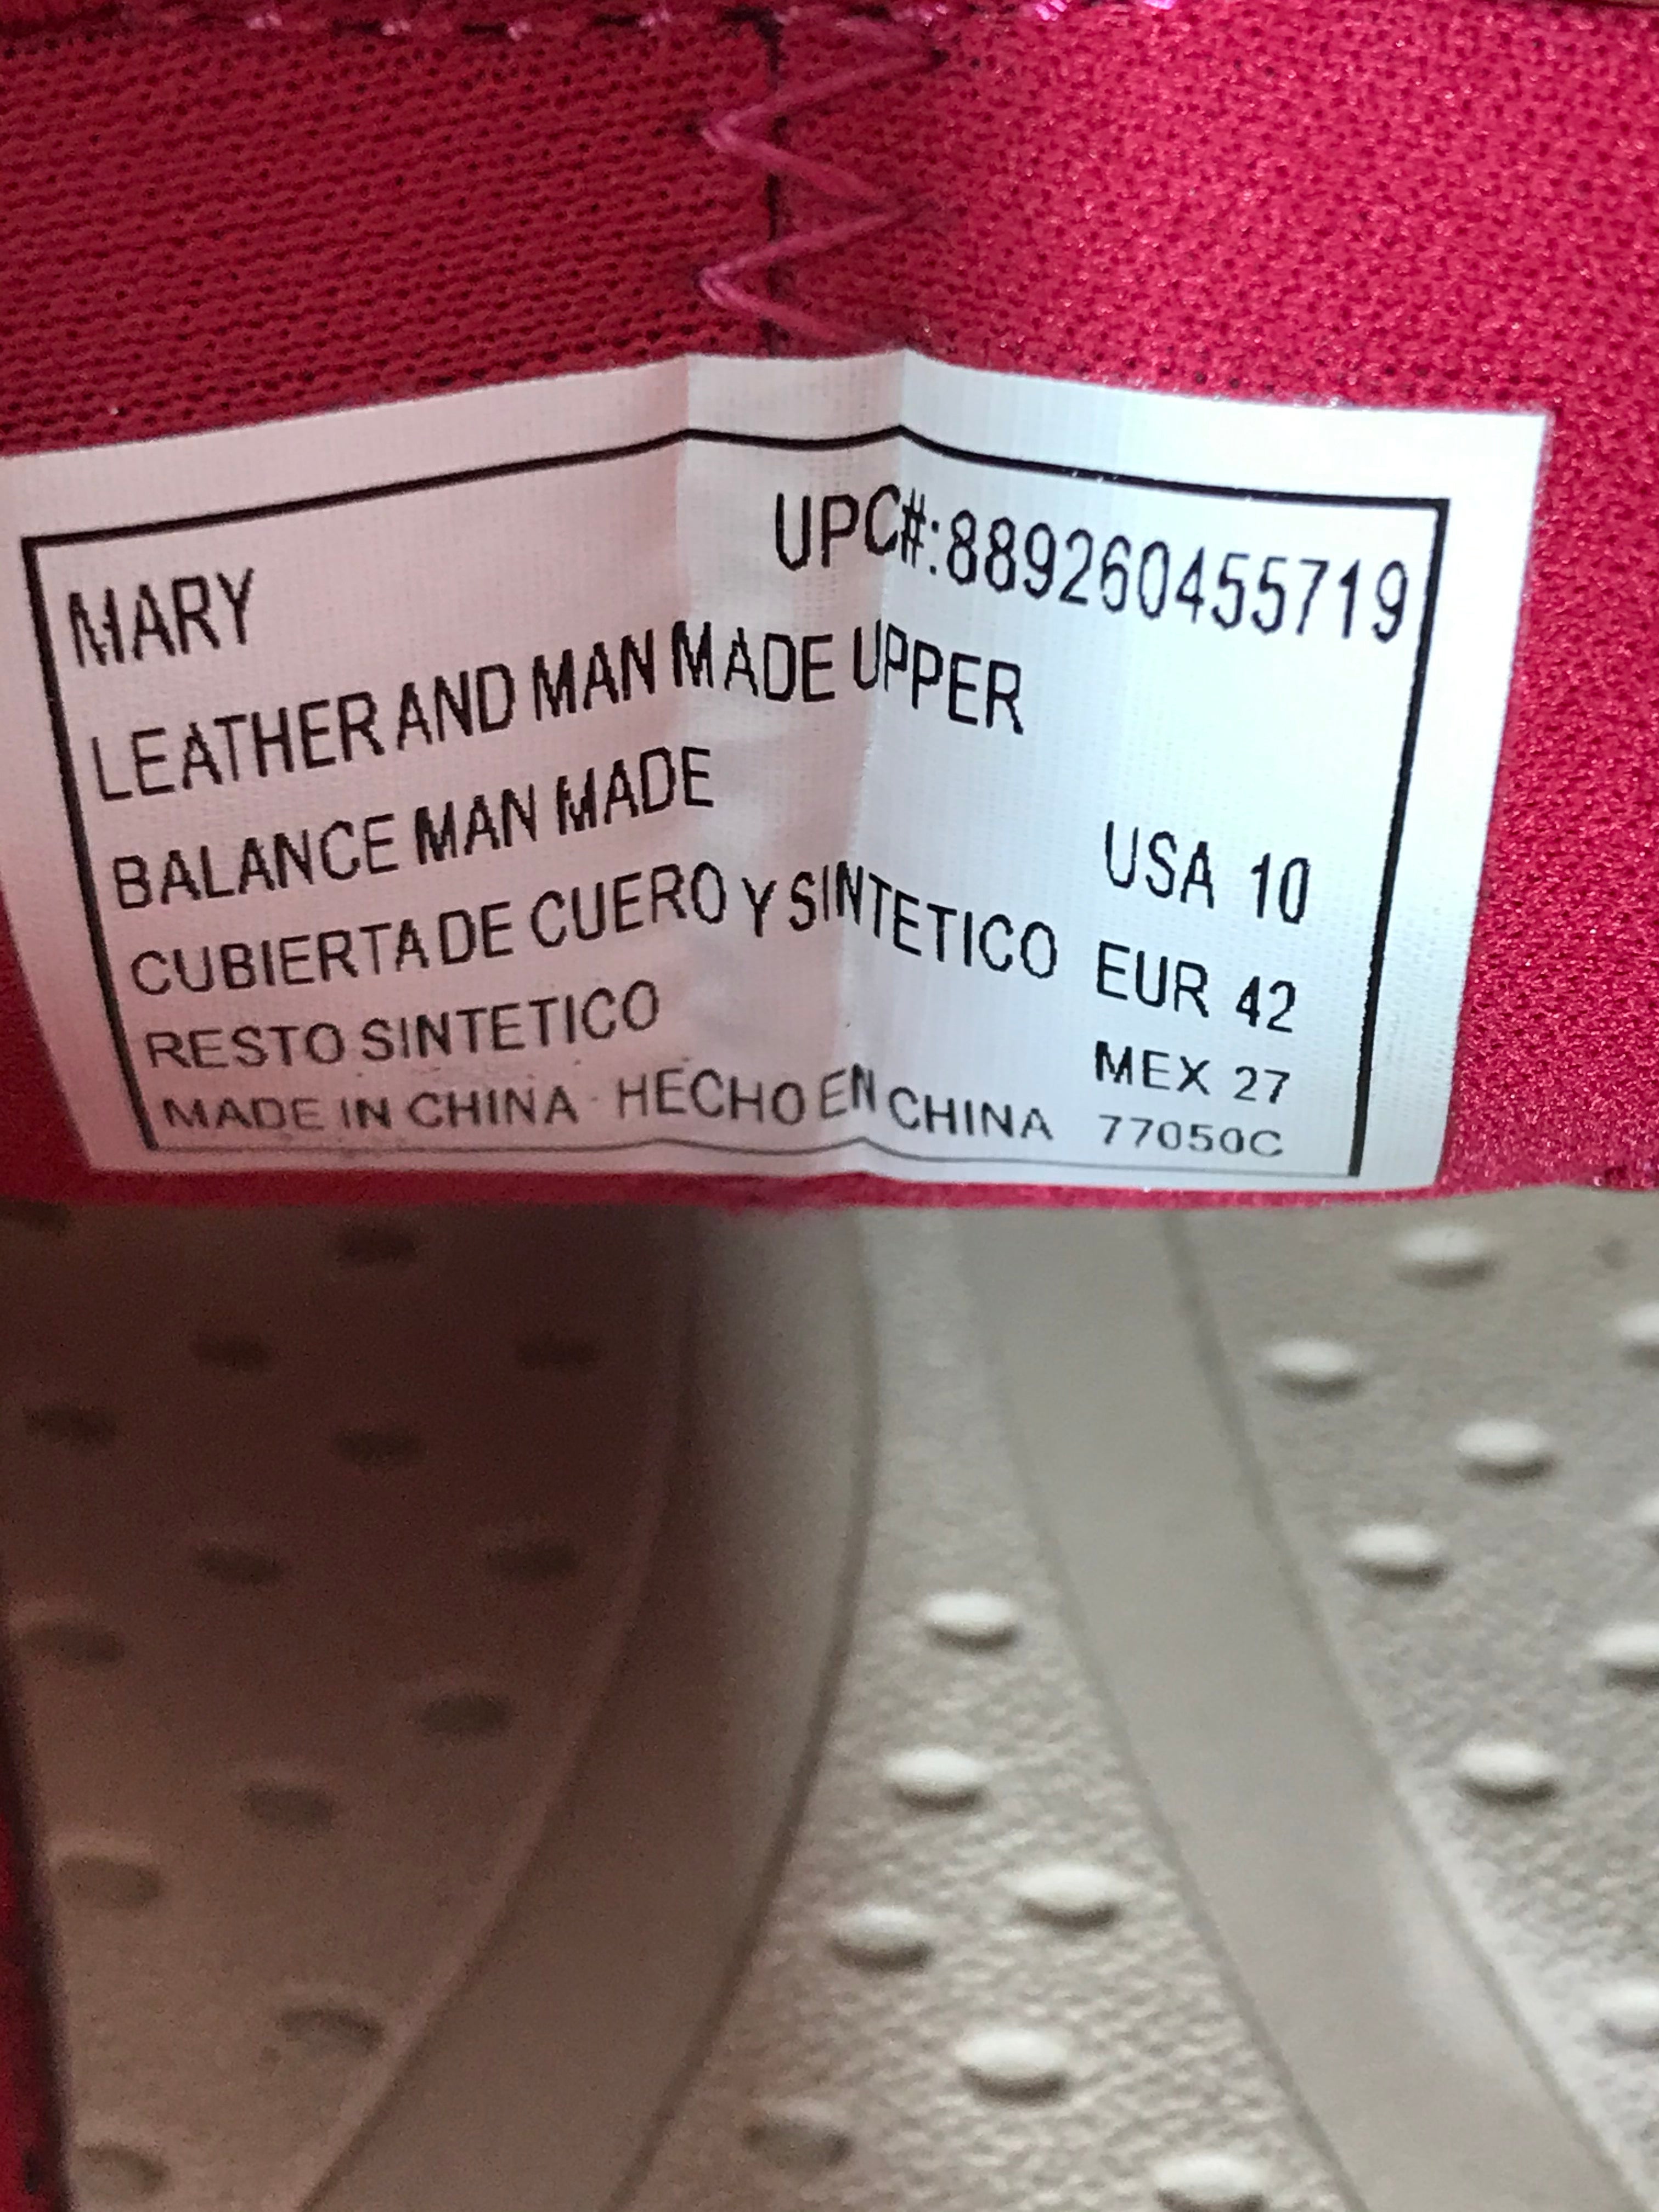 MARY UPC#:889260455719
LEATHER AND MAN MADE UPPER
BALANCE MAN MADE
CUBIERTA DE CUERO Y SINTETICO
RESTO SINTETICO
MADE IN CHINA · HECHO EN CHINA
USA 10
EUR 42
MEX 27
77050C